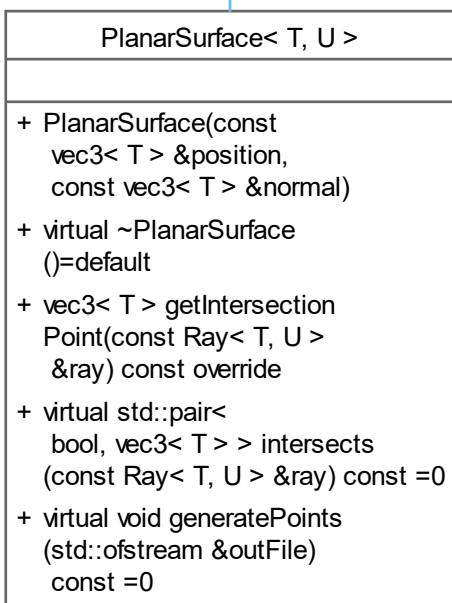 PlanarSurface< T, U >
+ PlanarSurface(const
vec3< T > &position,
const vec3< T > &normal)
+ virtual ~PlanarSurface
()=default
+ vec3< T > getIntersection
Point(const Ray< T, U >
&ray) const override
+ virtual std::pair<
bool, vec3< T > > intersects
(const Ray< T, U > &ray) const =0
+ virtual void generatePoints
(std::ofstream &outFile)
const =0